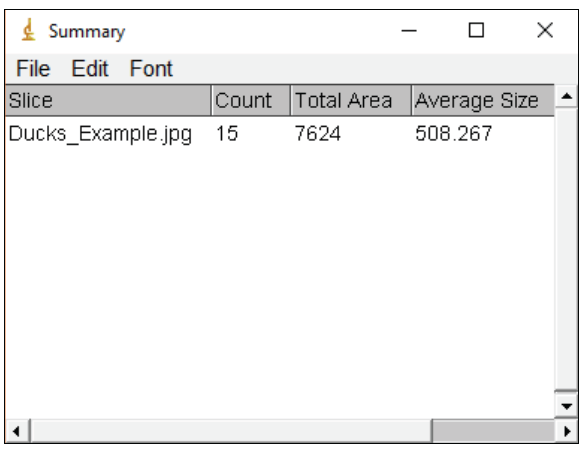 Summary
File Edit Font
Slice Count Total Area Average Size
Ducks_Example.jpg 15 7624 508.267